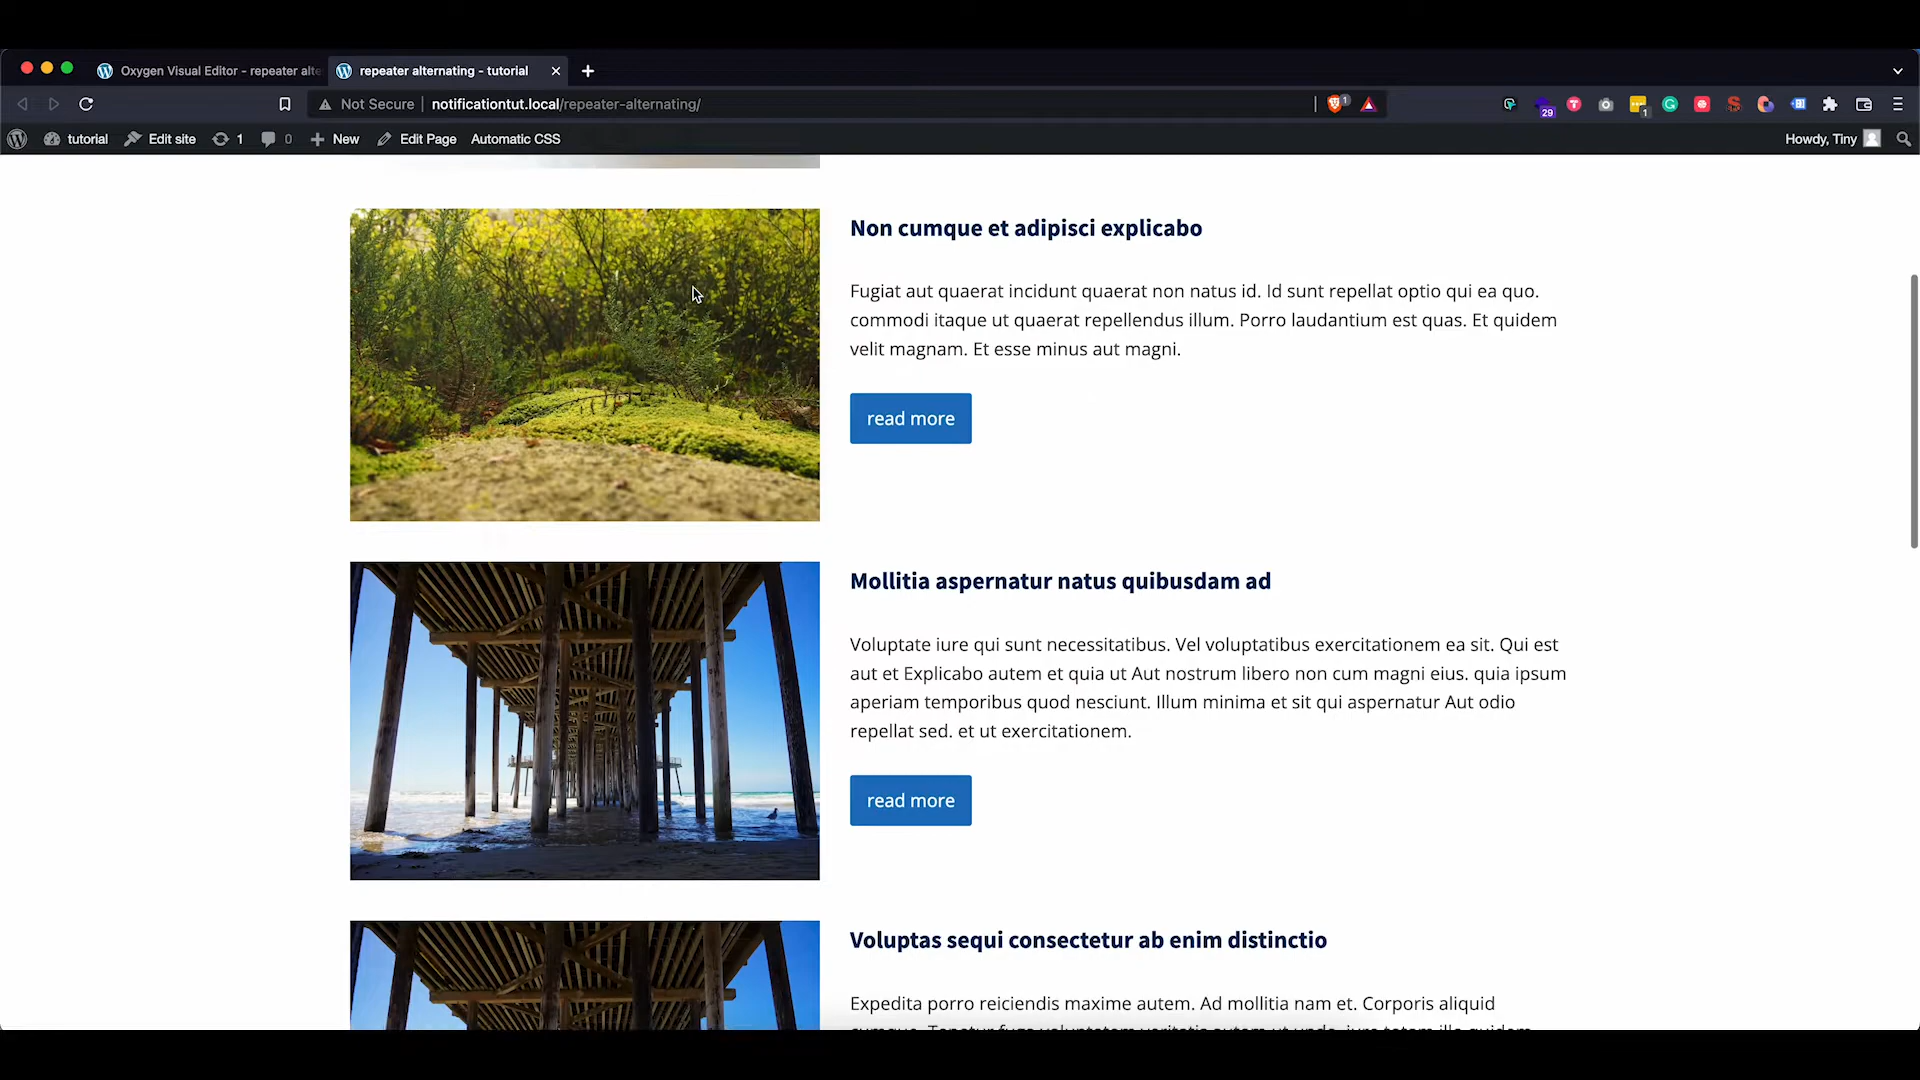 Oxygen Visual Editor - repeater alte
repeater alternating - tutorial
Not Secure
notificationtut.local/repeater-alternating/
1
29
1
tutorial
Edit site
1
0
New
Edit Page
Automatic CSS
Howdy, Tiny
Non cumque et adipisci explicabo
Fugiat aut quaerat incidunt quaerat non natus id. Id sunt repellat optio qui ea quo.
commodi itaque ut quaerat repellendus illum. Porro laudantium est quas. Et quidem
velit magnam. Et esse minus aut magni.
read more
Mollitia aspernatur natus quibusdam ad
Voluptate iure qui sunt necessitatibus. Vel voluptatibus exercitationem ea sit. Qui est
aut et Explicabo autem et quia ut Aut nostrum libero non cum magni eius. quia ipsum
aperiam temporibus quod nesciunt. Illum minima et sit qui aspernatur Aut odio
repellat sed. et ut exercitationem.
read more
Voluptas sequi consectetur ab enim distinctio
Expedita porro reiciendis maxime autem. Ad mollitia nam et. Corporis aliquid